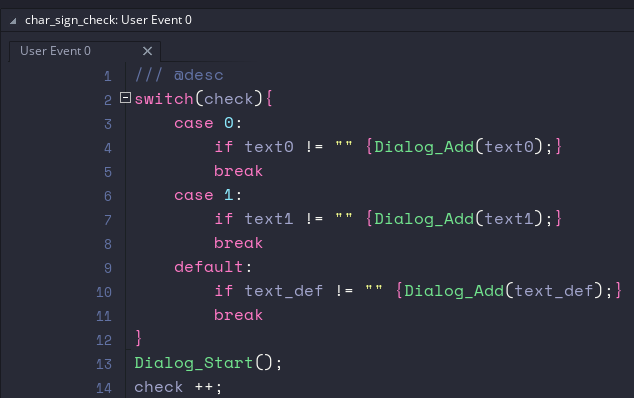 char_sign_check: User Event 0
User Event 0
1 /// @desc
2 switch(check){
3 case 0:
4 if text0 != "" {Dialog_Add(text0);}
5 break
6 case 1:
7 if text1 != "" {Dialog_Add(text1);}
8 break
9 default:
10 if text_def != "" {Dialog_Add(text_def);}
11 break
12 }
13 Dialog_Start();
14 check ++;